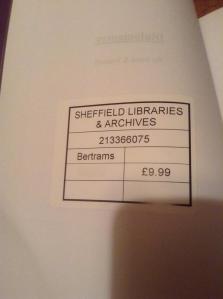 SHEFFIELD LIBRARIES
& ARCHIVES
213366075
Bertrams
£9.99